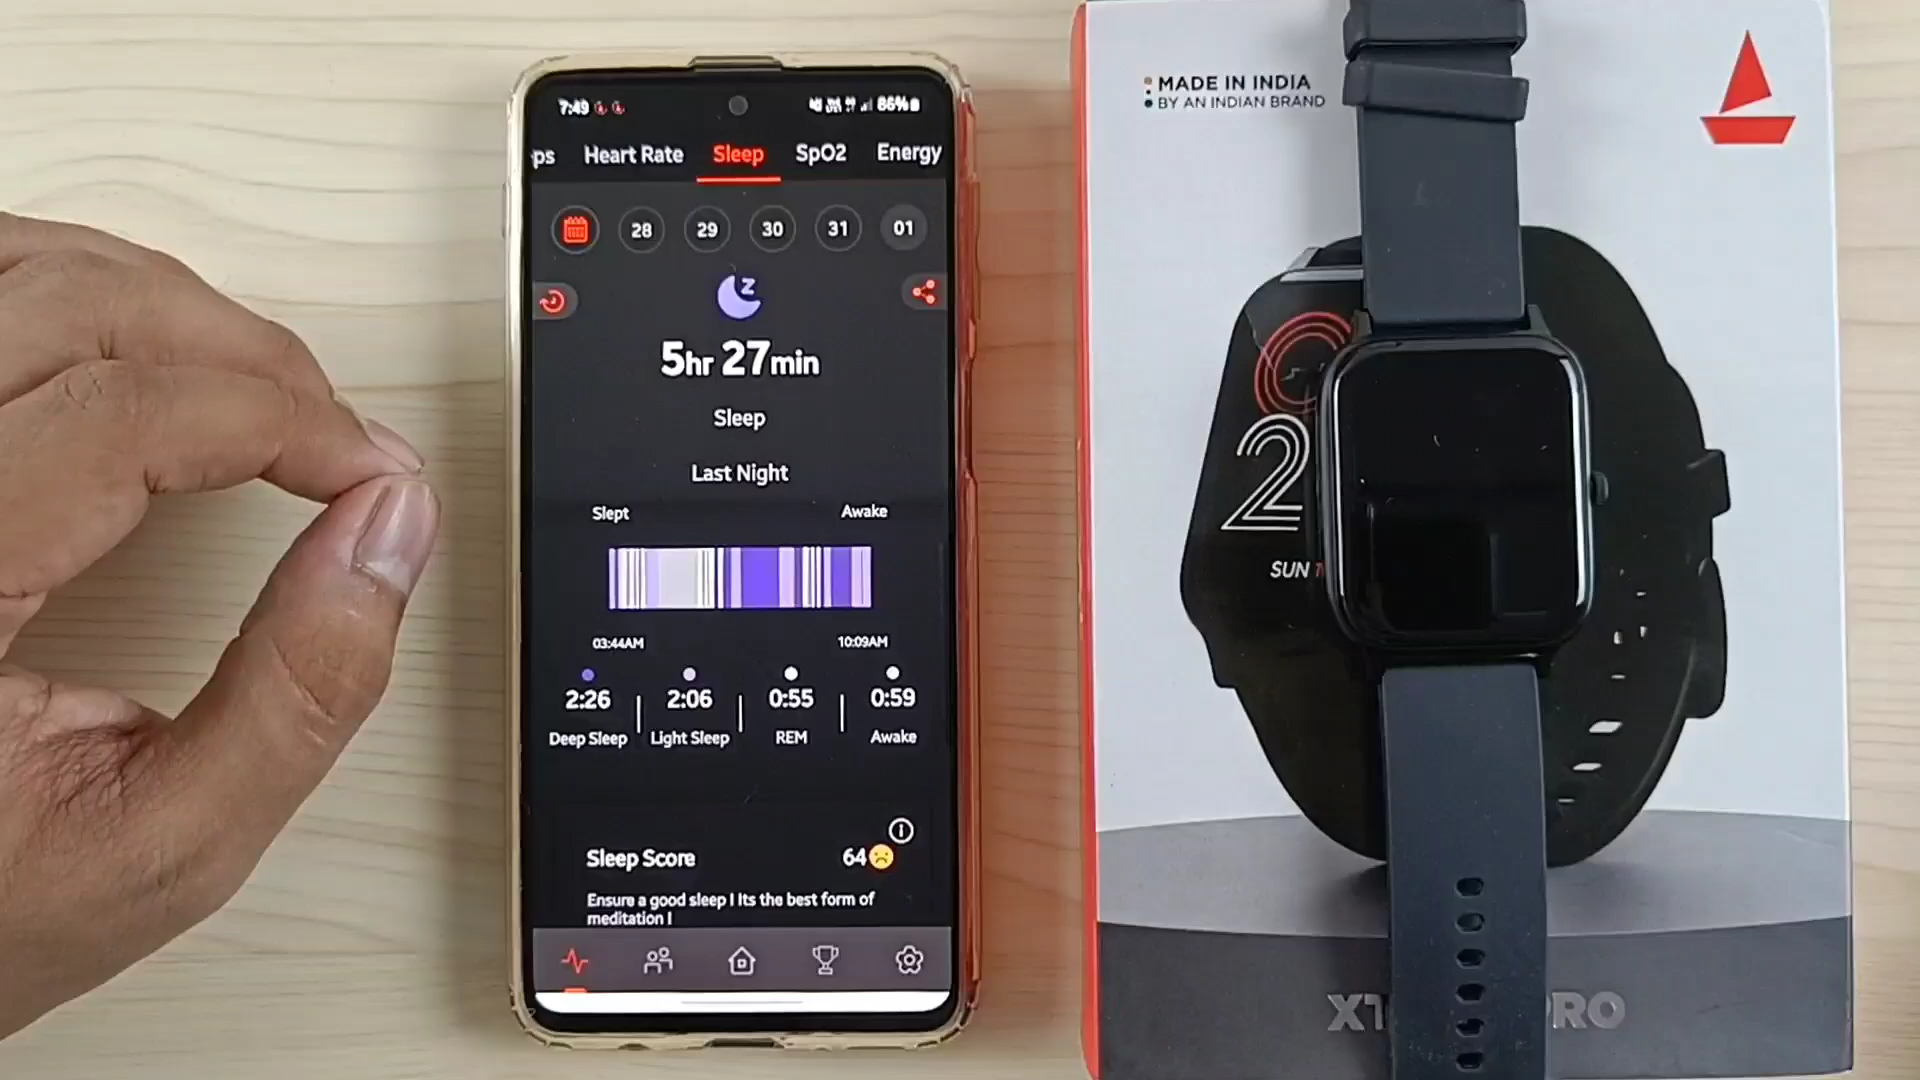 7:49
86%
ps Heart Rate Sleep SpO2 Energy
28 29 30 31 01
5hr 27min
Sleep
Last Night
Slept Awake
03:44AM 10:09AM
2:26 2:06 0:55 0:59
Deep Sleep Light Sleep REM Awake
Sleep Score 64
Ensure a good sleep ! Its the best form of
meditation !
MADE IN INDIA
BY AN INDIAN BRAND
2
SUN
PRO